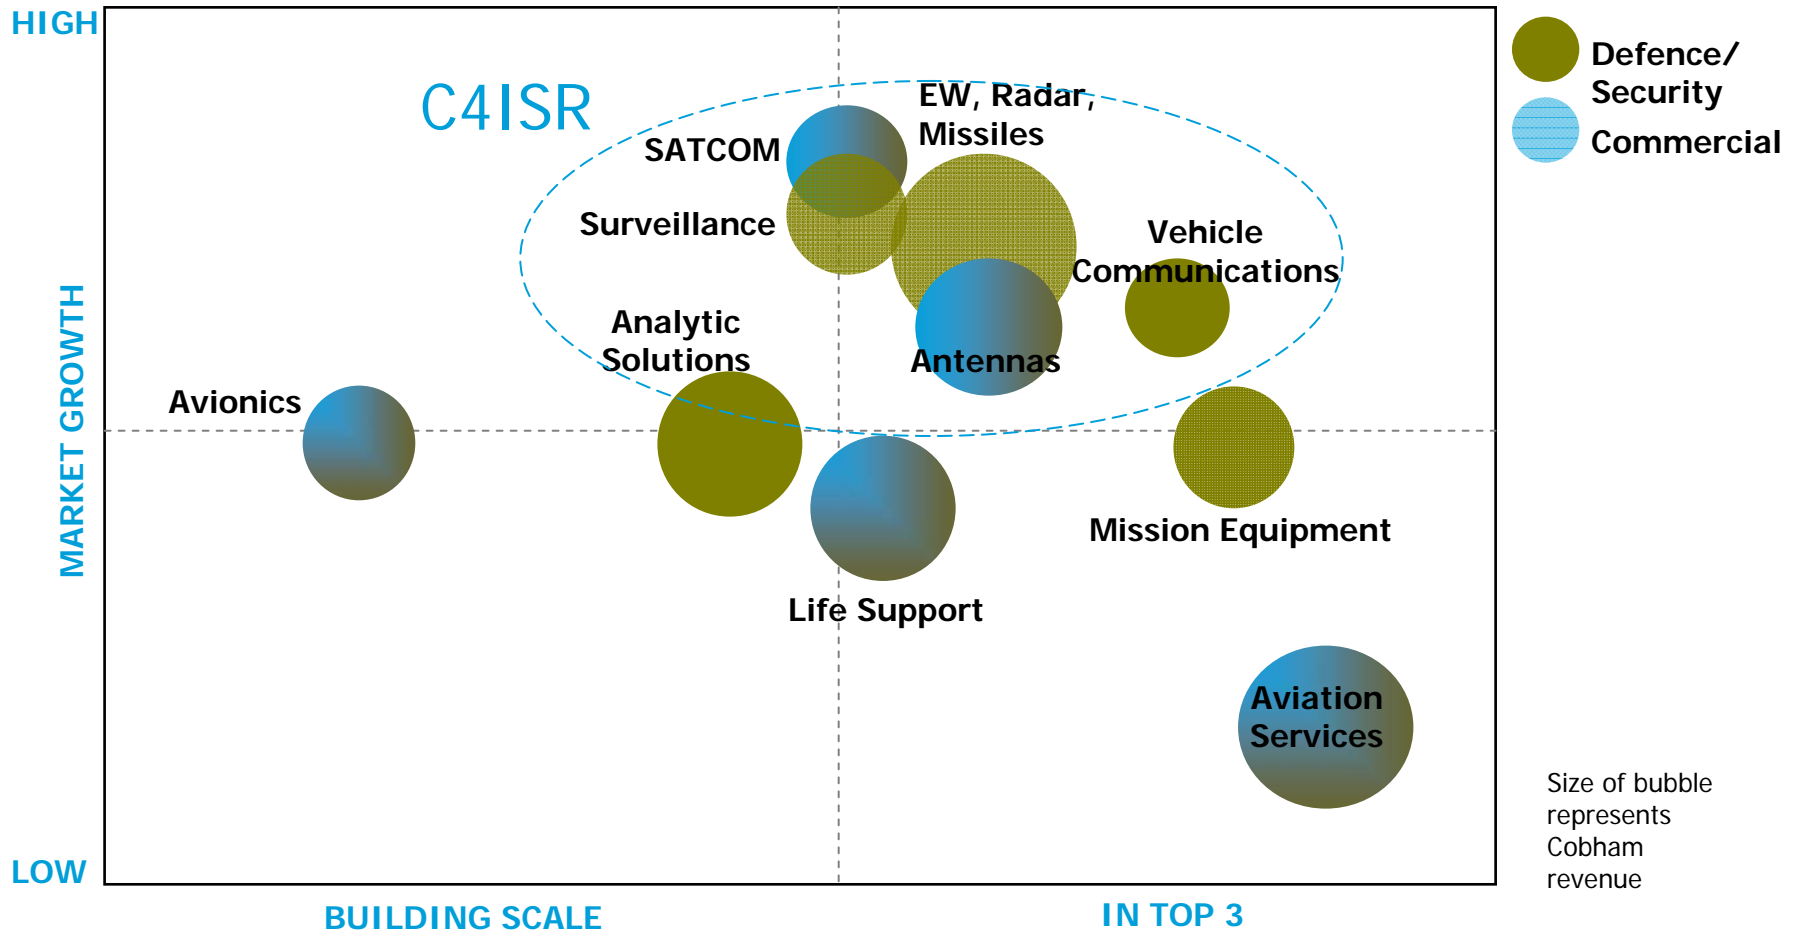 HIGH
C4ISR
EW, Radar,
Missiles
SATCOM
Surveillance
Vehicle
Communications
Analytic
Solutions
Antennas
Avionics
Mission Equipment
Life Support
Aviation
Services
MARKET GROWTH
LOW
BUILDING SCALE
IN TOP 3
Defence/
Security
Commercial
Size of bubble
represents
Cobham
revenue